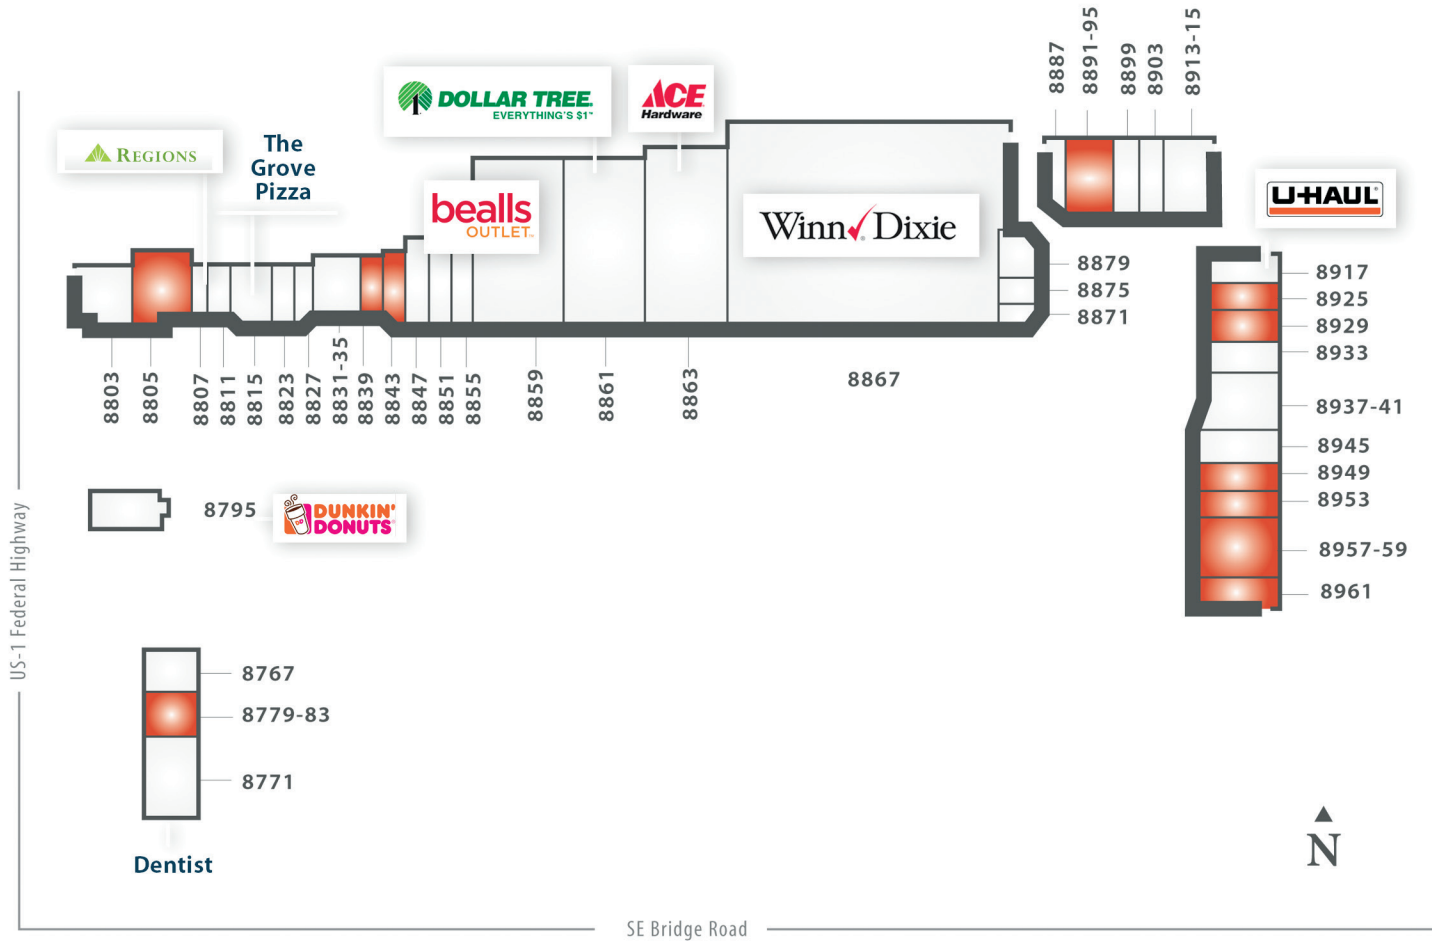 8887
8891-95
8899
8903
8913-15
DOLLAR TREE.
EVERYTHING'S $1™
ACE
Hardware
REGIONS
The
Grove
Pizza
bealls
OUTLET™
Winn Dixie
U-HAUL®
8879
8875
8871
8917
8925
8929
8933
8937-41
8945
8949
8953
8957-59
8961
8803
8805
8807
8811
8815
8823
8827
8831-35
8839
8843
8847
8851
8855
8859
8861
8863
8867
8795
DD
DUNKIN'
DONUTS®
US-1 Federal Highway
8767
8779-83
8771
Dentist
N
SE Bridge Road